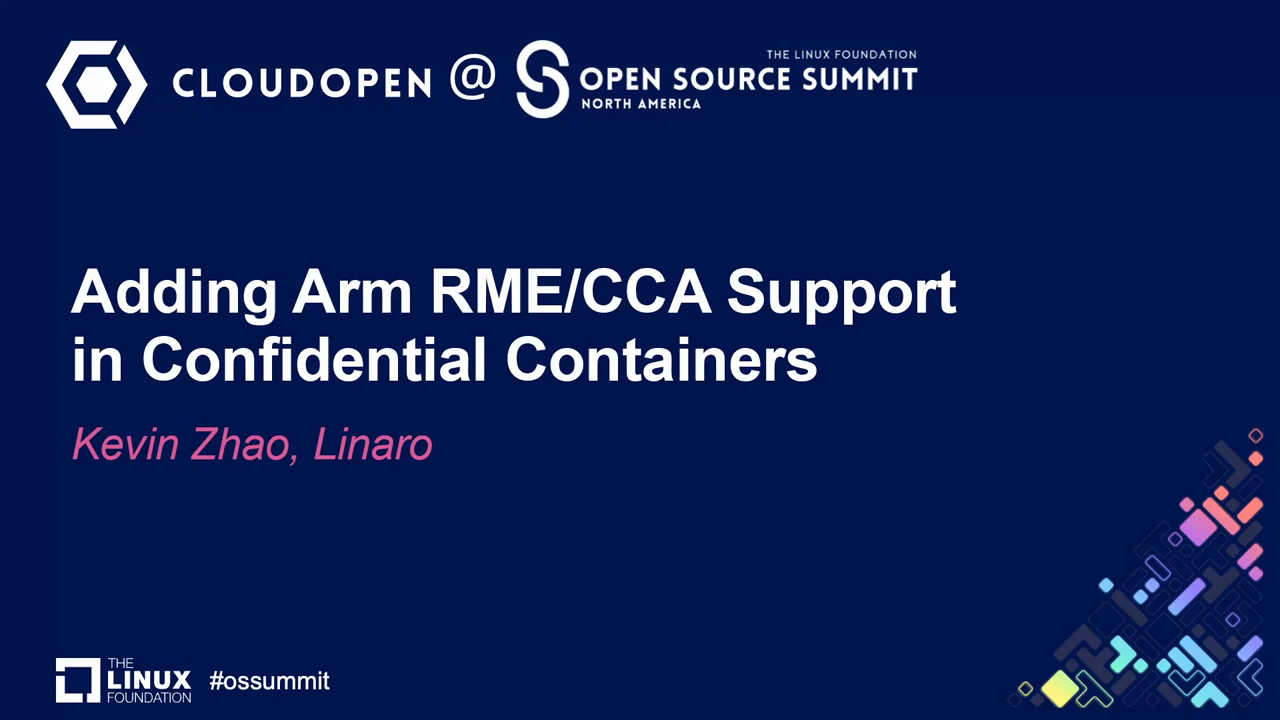 CLOUDOPEN @
THE LINUX FOUNDATION
OPEN SOURCE SUMMIT
NORTH AMERICA
Adding Arm RME/CCA Support
in Confidential Containers
Kevin Zhao, Linaro
THE
LINUX
FOUNDATION
#ossummit